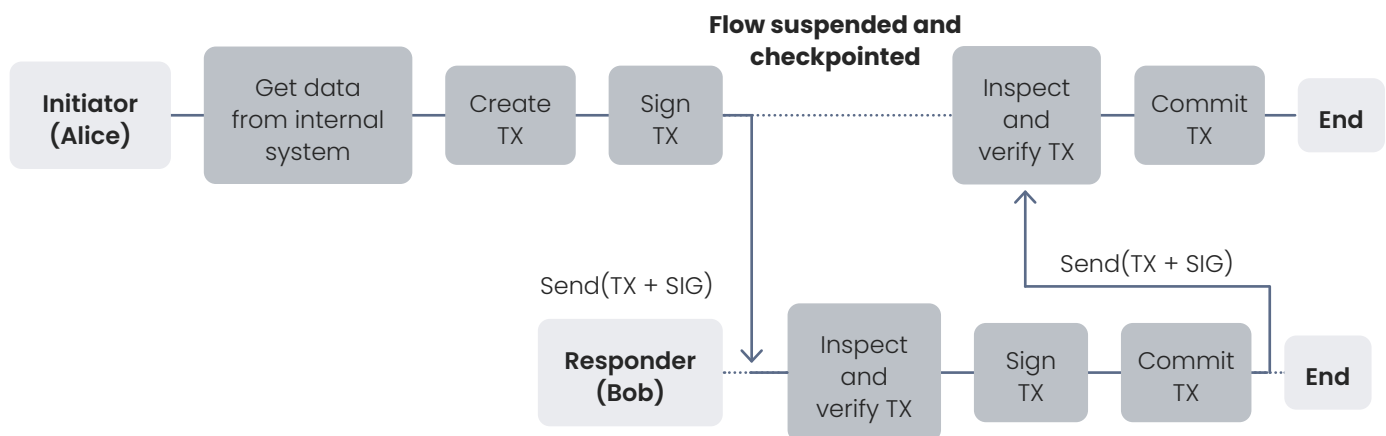 Flow suspended and
checkpointed
Initiator
(Alice)
Get data
from internal
system
Create
TX
Sign
TX
Inspect
and
verify TX
Commit
TX
End
Send(TX + SIG)
Send(TX + SIG)
Responder
(Bob)
Inspect
and
verify TX
Sign
TX
Commit
TX
End